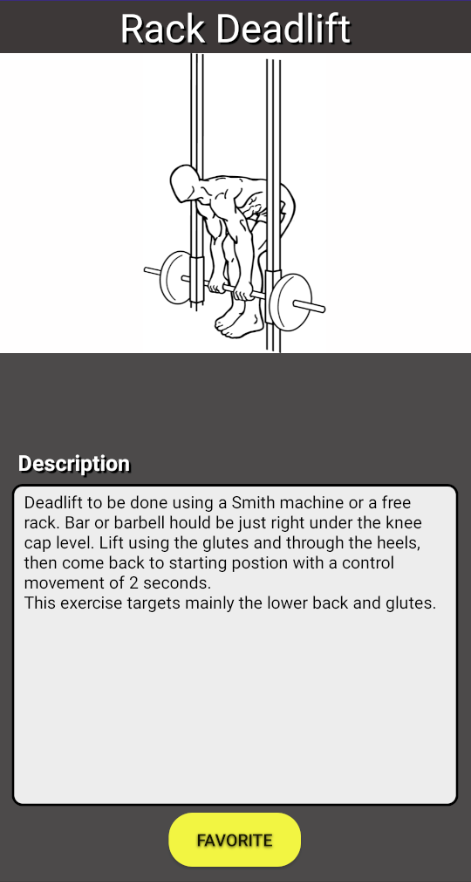 Rack Deadlift
Description
Deadlift to be done using a Smith machine or a free
rack. Bar or barbell hould be just right under the knee
cap level. Lift using the glutes and through the heels,
then come back to starting postion with a control
movement of 2 seconds.
This exercise targets mainly the lower back and glutes.
FAVORITE